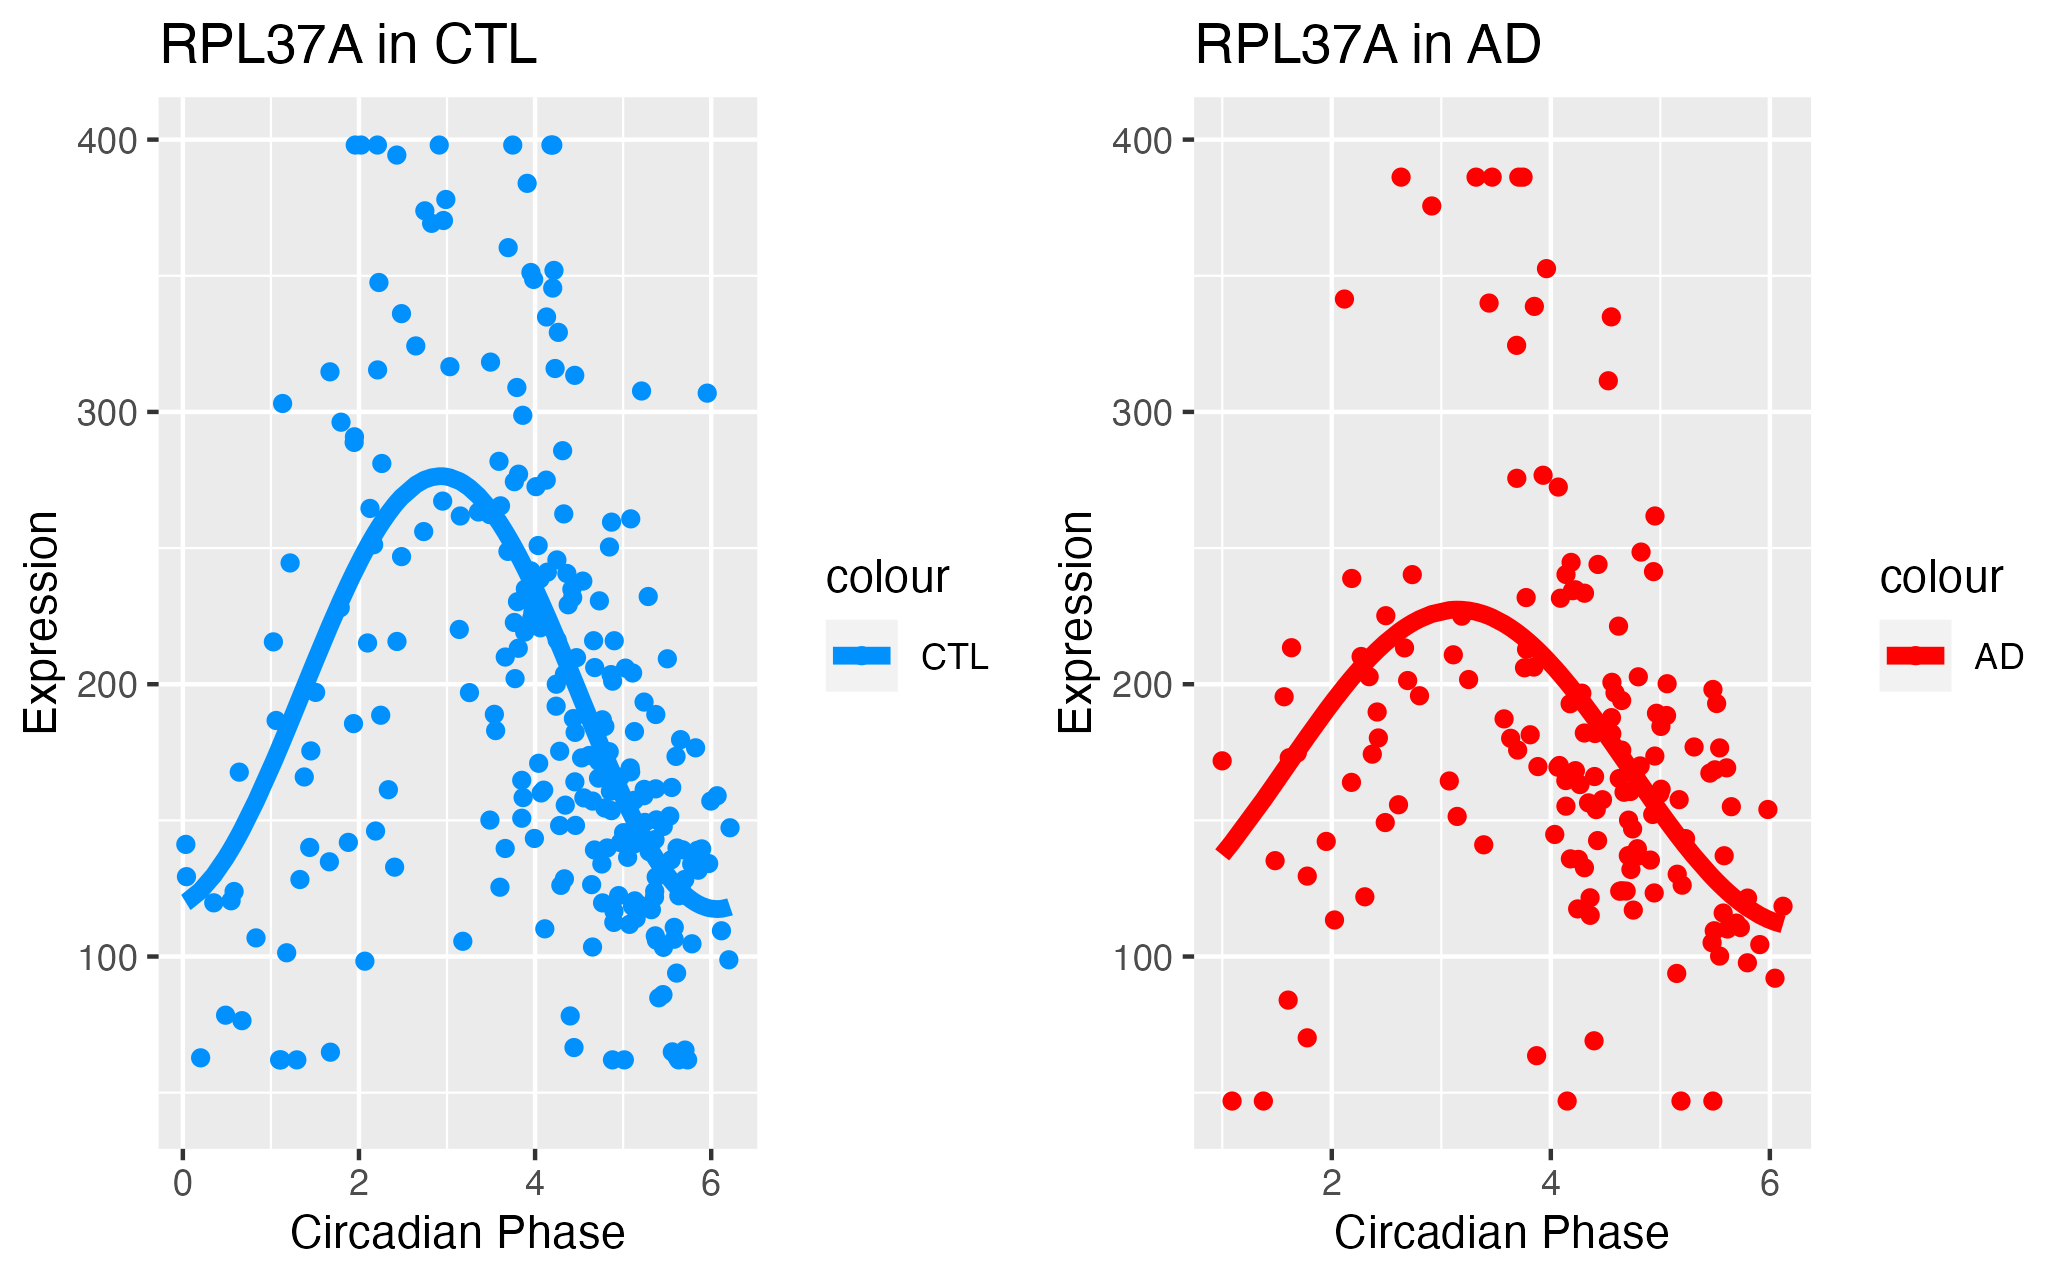 RPL37A in CTL
400
300
200
100
Expression
0 2 4 6
Circadian Phase
colour
CTL
RPL37A in AD
400
300
200
100
Expression
2 4 6
Circadian Phase
colour
AD